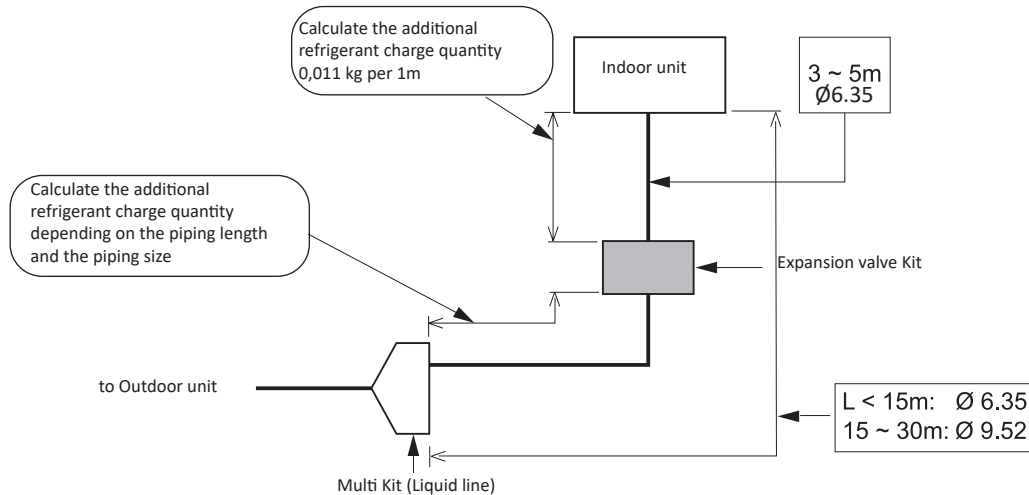 Calculate the additional
refrigerant charge quantity
0,011 kg per 1m
Indoor unit
3 ~ 5m
Ø6.35
Calculate the additional
refrigerant charge quantity
depending on the piping length
and the piping size
Expansion valve Kit
to Outdoor unit
L < 15m: Ø 6.35
15 ~ 30m: Ø 9.52
Multi Kit (Liquid line)